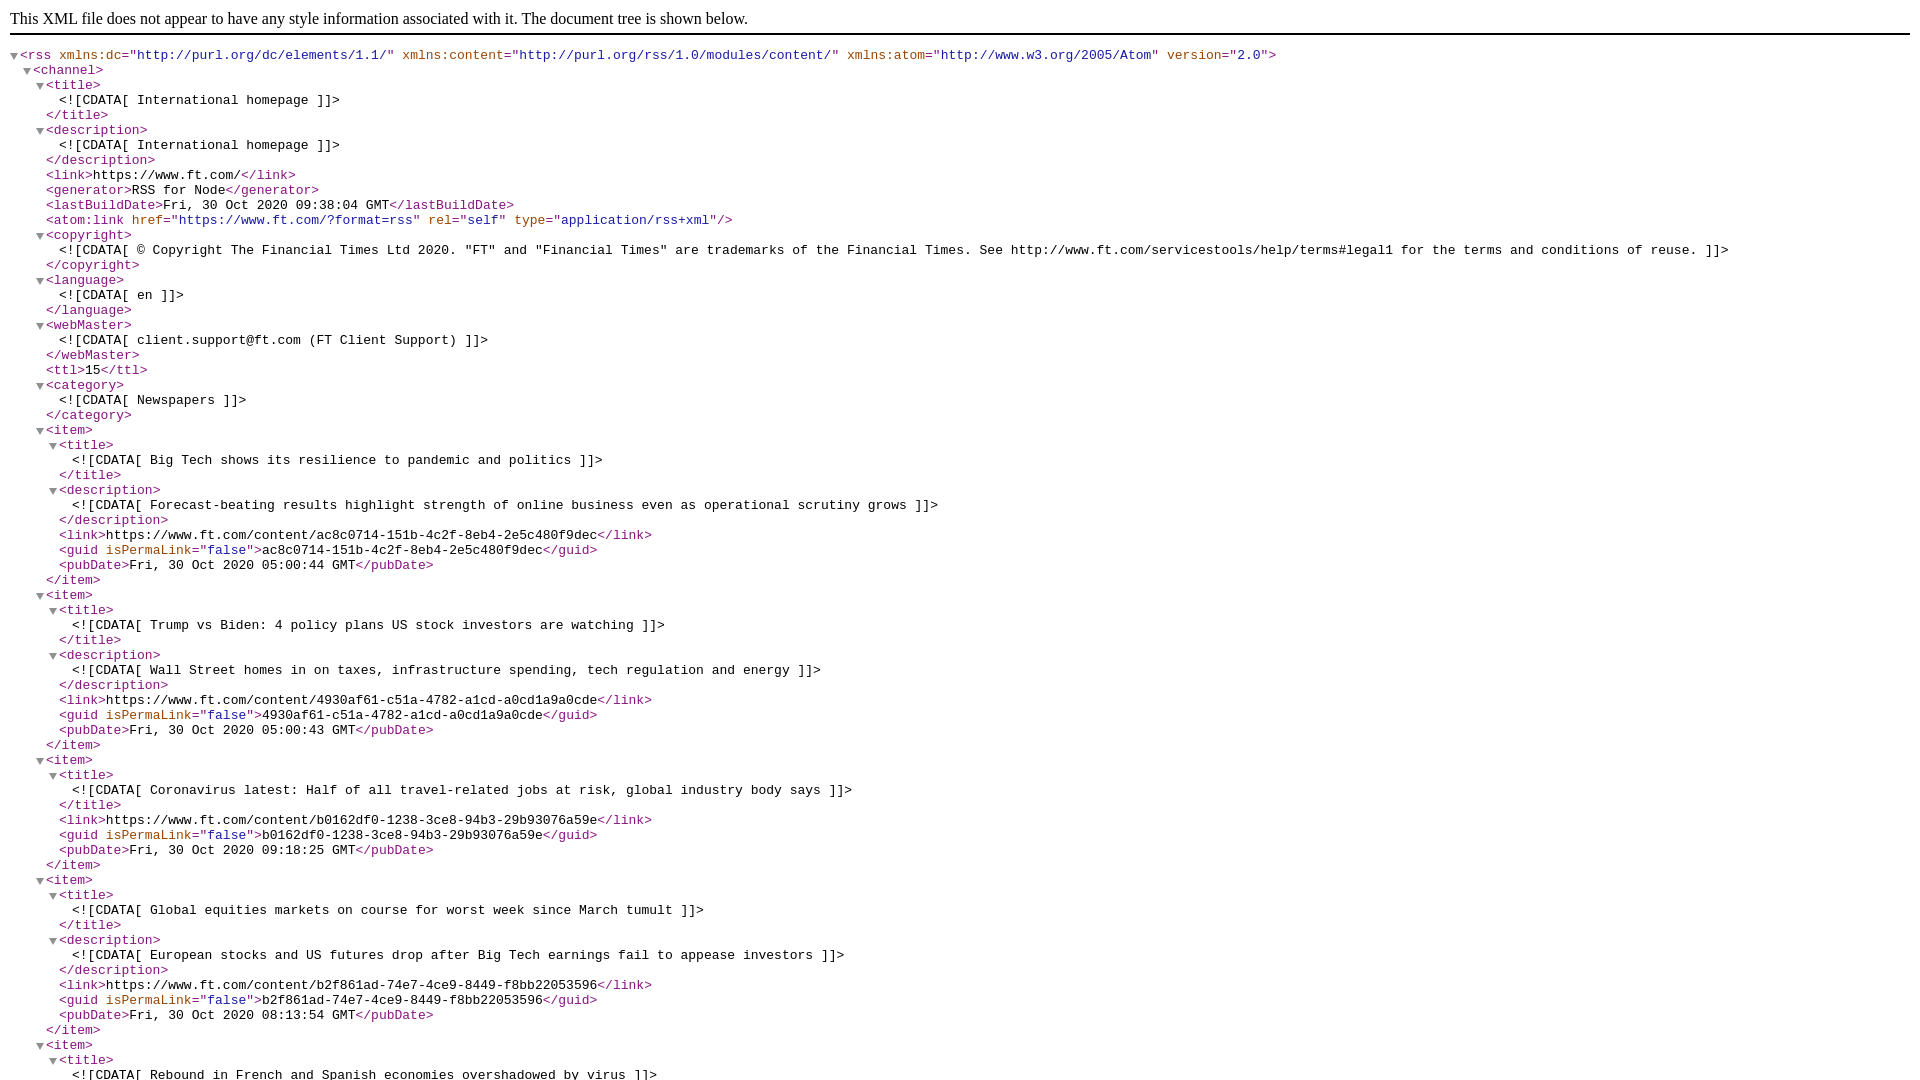 This XML file does not appear to have any style information associated with it. The document tree is shown below.
<rss xmlns:dc="http://purl.org/dc/elements/1.1/" xmlns:content="http://purl.org/rss/1.0/modules/content/" xmlns:atom="http://www.w3.org/2005/Atom" version="2.0">
<channel>
<title>
<![CDATA[ International homepage ]]>
</title>
<description>
<![CDATA[ International homepage ]]>
</description>
<link>https://www.ft.com/</link>
<generator>RSS for Node</generator>
<lastBuildDate>Fri, 30 Oct 2020 09:38:04 GMT</lastBuildDate>
<atom:link href="https://www.ft.com/?format=rss" rel="self" type="application/rss+xml"/>
<copyright>
<![CDATA[ © Copyright The Financial Times Ltd 2020. "FT" and "Financial Times" are trademarks of the Financial Times. See http://www.ft.com/servicestools/help/terms#legal1 for the terms and conditions of reuse. ]]>
</copyright>
<language>
<![CDATA[ en ]]>
</language>
<webMaster>
<![CDATA[ client.support@ft.com (FT Client Support) ]]>
</webMaster>
<ttl>15</ttl>
<category>
<![CDATA[ Newspapers ]]>
</category>
<item>
<title>
<![CDATA[ Big Tech shows its resilience to pandemic and politics ]]>
</title>
<description>
<![CDATA[ Forecast-beating results highlight strength of online business even as operational scrutiny grows ]]>
</description>
<link>https://www.ft.com/content/ac8c0714-151b-4c2f-8eb4-2e5c480f9dec</link>
<guid isPermaLink="false">ac8c0714-151b-4c2f-8eb4-2e5c480f9dec</guid>
<pubDate>Fri, 30 Oct 2020 05:00:44 GMT</pubDate>
</item>
<item>
<title>
<![CDATA[ Trump vs Biden: 4 policy plans US stock investors are watching ]]>
</title>
<description>
<![CDATA[ Wall Street homes in on taxes, infrastructure spending, tech regulation and energy ]]>
</description>
<link>https://www.ft.com/content/4930af61-c51a-4782-a1cd-a0cd1a9a0cde</link>
<guid isPermaLink="false">4930af61-c51a-4782-a1cd-a0cd1a9a0cde</guid>
<pubDate>Fri, 30 Oct 2020 05:00:43 GMT</pubDate>
</item>
<item>
<title>
<![CDATA[ Coronavirus latest: Half of all travel-related jobs at risk, global industry body says ]]>
</title>
<link>https://www.ft.com/content/b0162df0-1238-3ce8-94b3-29b93076a59e</link>
<guid isPermaLink="false">b0162df0-1238-3ce8-94b3-29b93076a59e</guid>
<pubDate>Fri, 30 Oct 2020 09:18:25 GMT</pubDate>
</item>
<item>
<title>
<![CDATA[ Global equities markets on course for worst week since March tumult ]]>
</title>
<description>
<![CDATA[ European stocks and US futures drop after Big Tech earnings fail to appease investors ]]>
</description>
<link>https://www.ft.com/content/b2f861ad-74e7-4ce9-8449-f8bb22053596</link>
<guid isPermaLink="false">b2f861ad-74e7-4ce9-8449-f8bb22053596</guid>
<pubDate>Fri, 30 Oct 2020 08:13:54 GMT</pubDate>
</item>
<item>
<title>
<![CDATA[ Rebound in French and Spanish economies overshadowed by virus ]]>